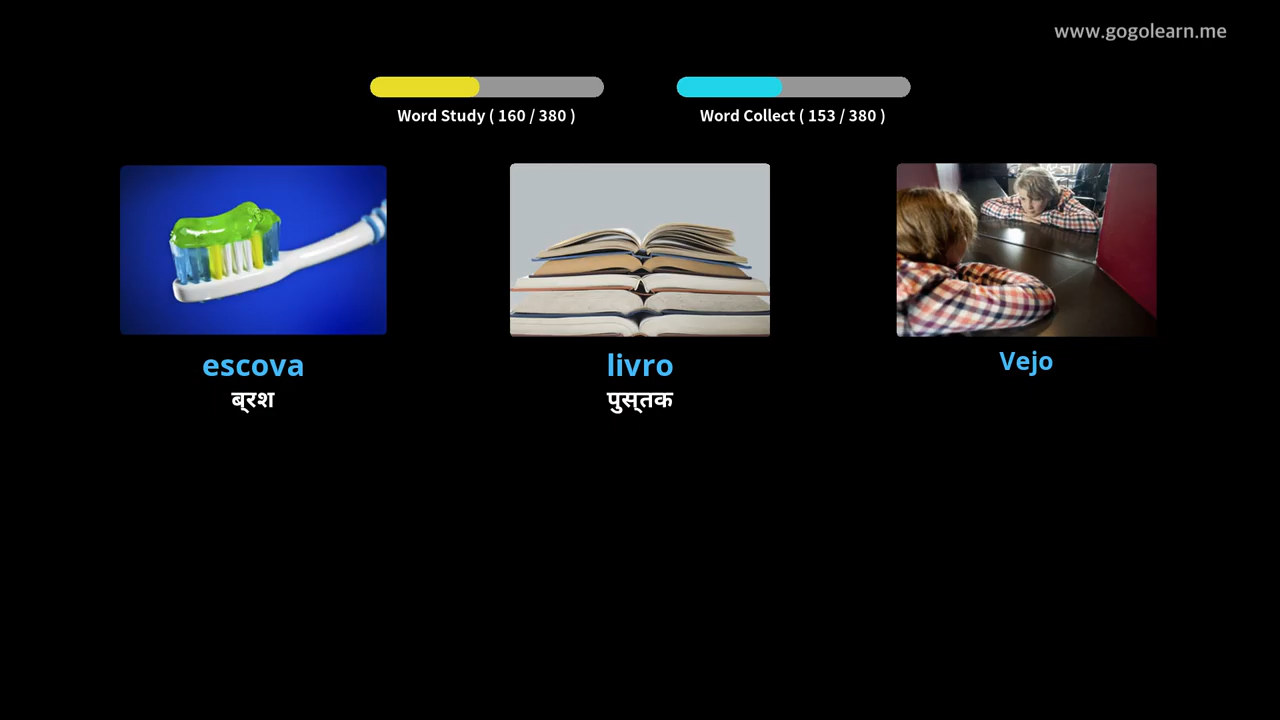 www.gogolearn.me
Word Study ( 160 / 380 )
Word Collect ( 153 / 380 )
escova
ब्रश
livro
पुस्तक
Vejo